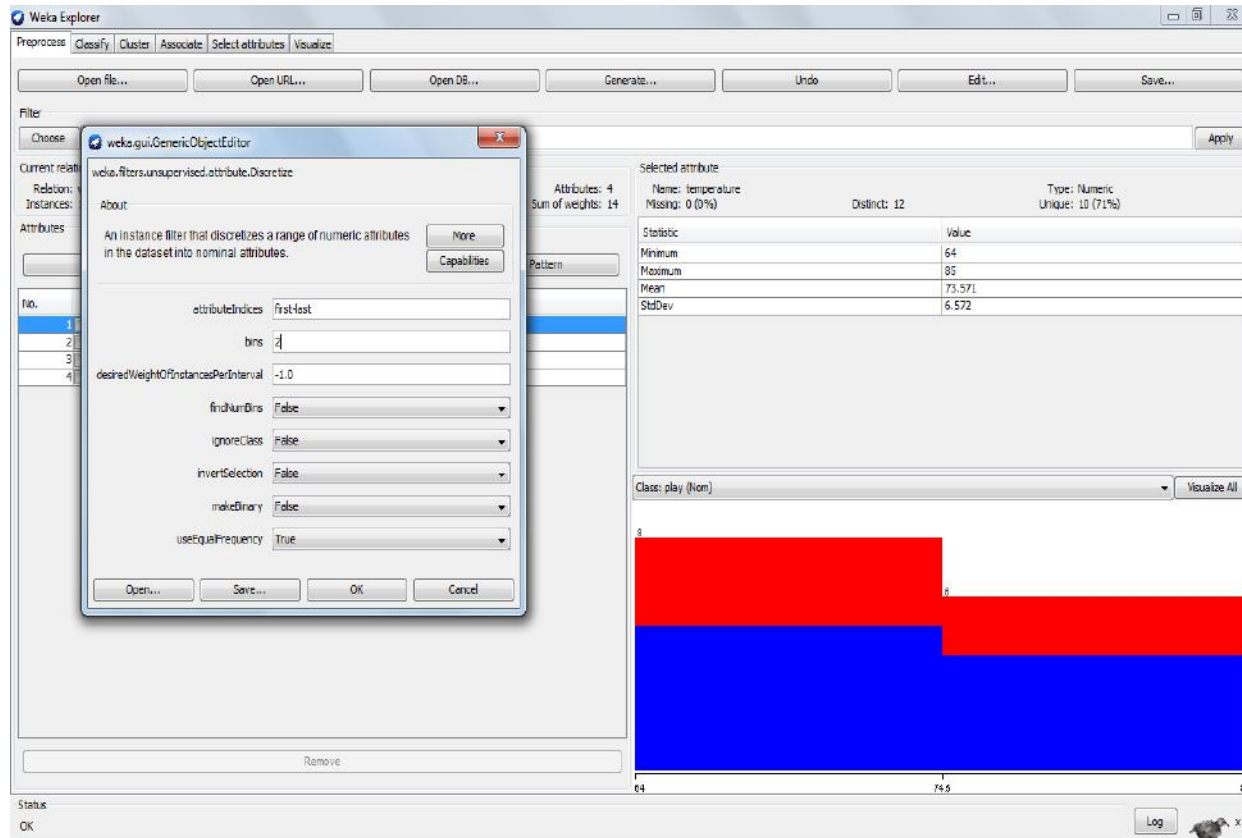 Weka Explorer
Preprocess Classify Cluster Associate Select attributes Visualize
Open file... Open URL... Open DB... Generate... Undo Edit... Save...
Filter
Choose Apply
weka.gui.GenericObjectEditor
weka.filters.unsupervised.attribute.Discretize
About
An instance filter that discretizes a range of numeric attributes
in the dataset into nominal attributes.
More
Capabilities
attributeIndices first-last
bins 2
desiredWeightOfInstancesPerInterval -1.0
findNumBins False
ignoreClass False
invertSelection False
makeBinary False
useEqualFrequency True
Open... Save... OK Cancel
Current
Relation:
Instances:
Attributes: 4
Sum of weights: 14
Attributes
Pattern
No.
1
2
3
4
Remove
Selected attribute
Name: temperature Type: Numeric
Missing: 0 (0%) Distinct: 12 Unique: 10 (71%)
Statistic Value
Minimum 64
Maximum 85
Mean 73.571
StdDev 6.572
Class: play (Nom) Visualize All
6
64 74.5
Status
OK
Log x